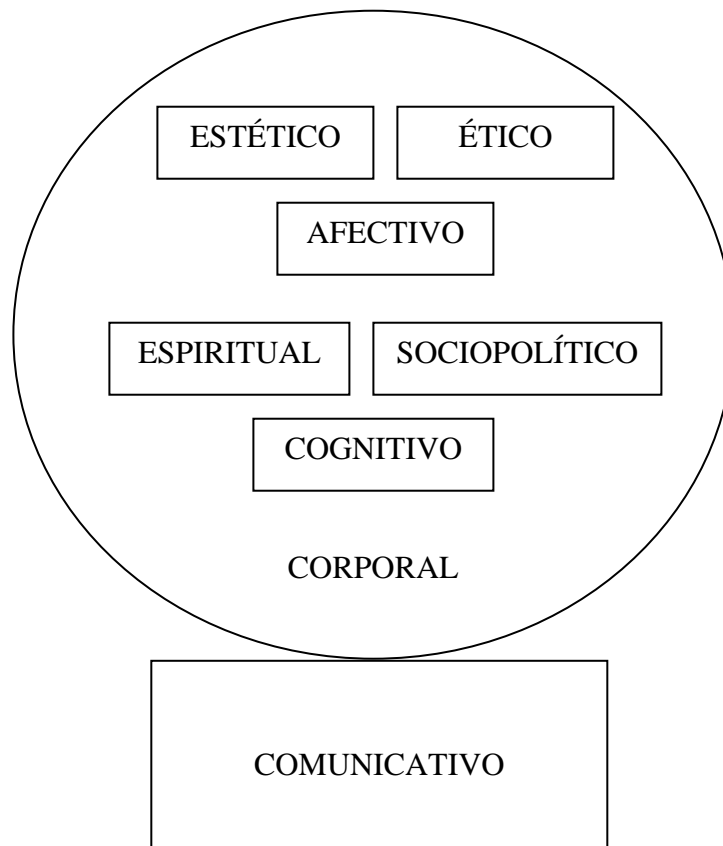 ESTÉTICO
ÉTICO
AFECTIVO
ESPIRITUAL
SOCIOPOLÍTICO
COGNITIVO
CORPORAL
COMUNICATIVO